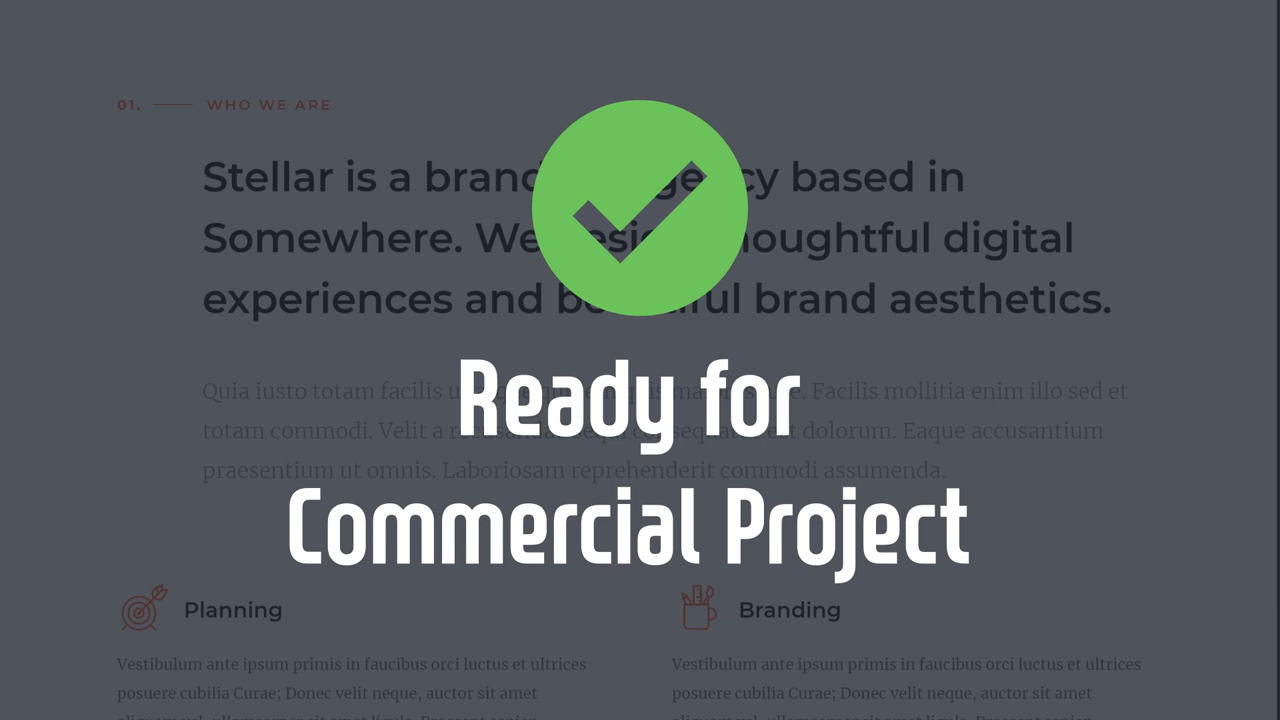 01. WHO WE ARE
Stellar is a brand cy based in
Somewhere. We oughtful digital
experiences and ful brand aesthetics.
Ready for
Quia iusto totam facilis Facilis mollitia enim illo sed et
totam commodi. Velit a dolorum. Eaque accusantium
praesentium ut omnis. Laboriosam reprehenderit commodi assumenda.
Commercial Project
Planning
Vestibulum ante ipsum primis in faucibus orci luctus et ultrices
posuere cubilia Curae; Donec velit neque, auctor sit amet
Branding
Vestibulum ante ipsum primis in faucibus orci luctus et ultrices
posuere cubilia Curae; Donec velit neque, auctor sit amet